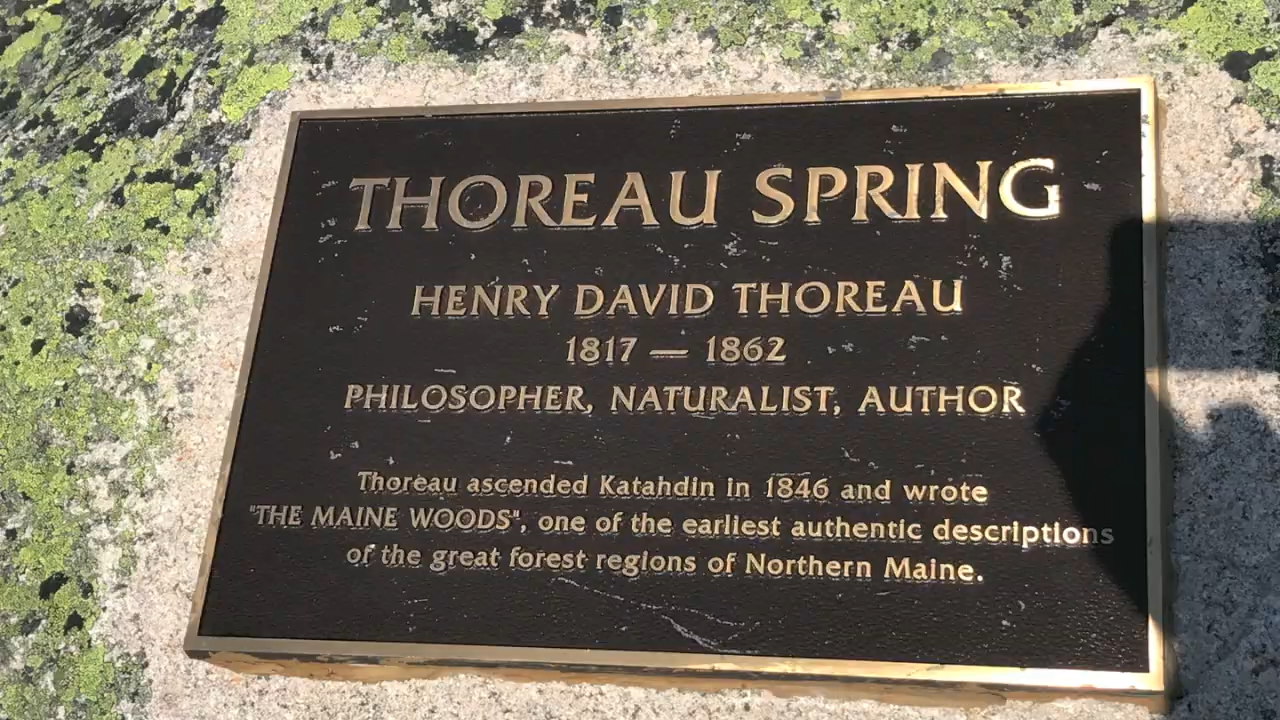 THOREAU SPRING
HENRY DAVID THOREAU
1817 — 1862
PHILOSOPHER, NATURALIST, AUTHOR
Thoreau ascended Katahdin in 1846 and wrote
"THE MAINE WOODS", one of the earliest authentic descriptions
of the great forest regions of Northern Maine.